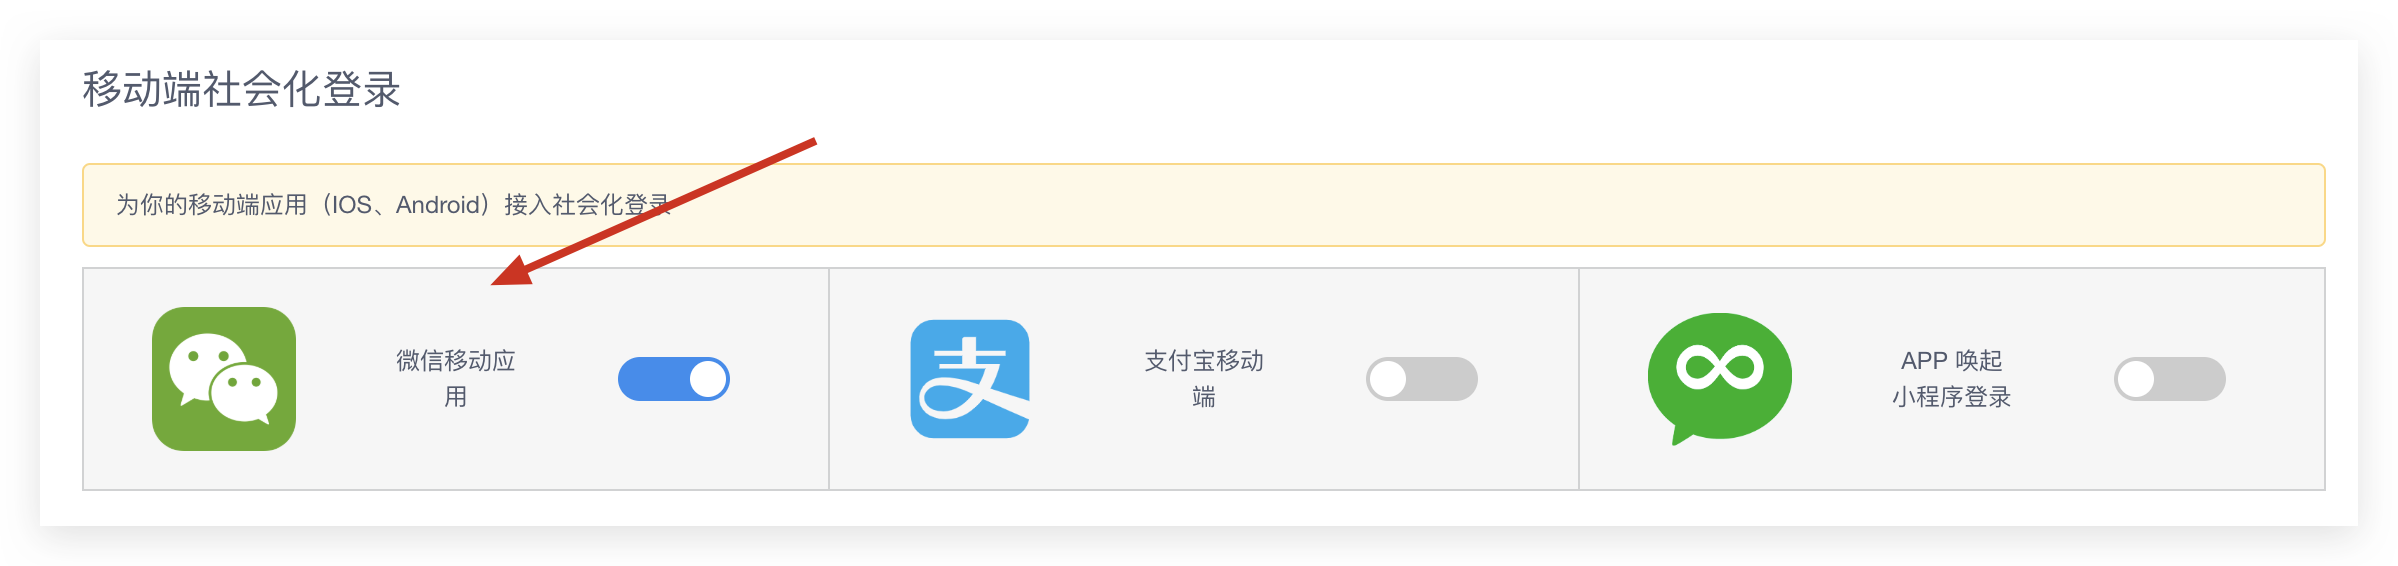 移动端社会化登录
为你的移动端应用（IOS、Android）接入社会化登录
微信移动应
用
支付宝移动
端
APP 唤起
小程序登录